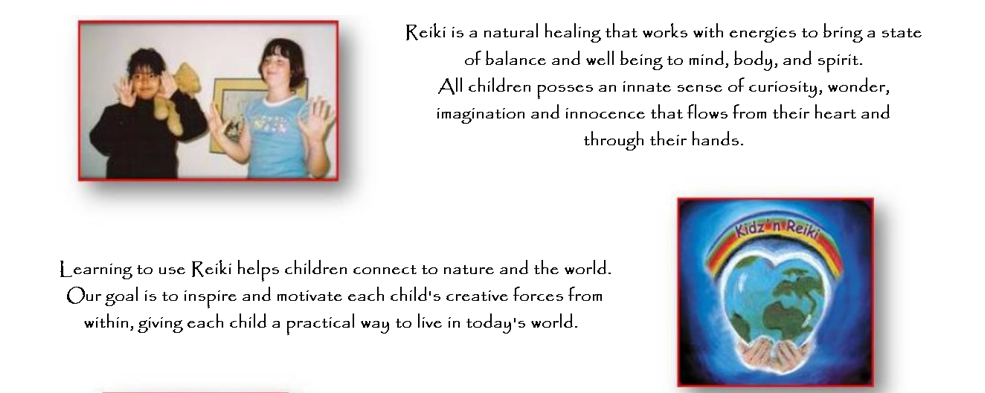 Reiki is a natural healing that works with energies to bring a state
of balance and well being to mind, body, and spirit.
All children posses an innate sense of curiosity, wonder,
imagination and innocence that flows from their heart and
through their hands.
Kidz 'n Reiki
Learning to use Reiki helps children connect to nature and the world.
Our goal is to inspire and motivate each child's creative forces from
within, giving each child a practical way to live in today's world.